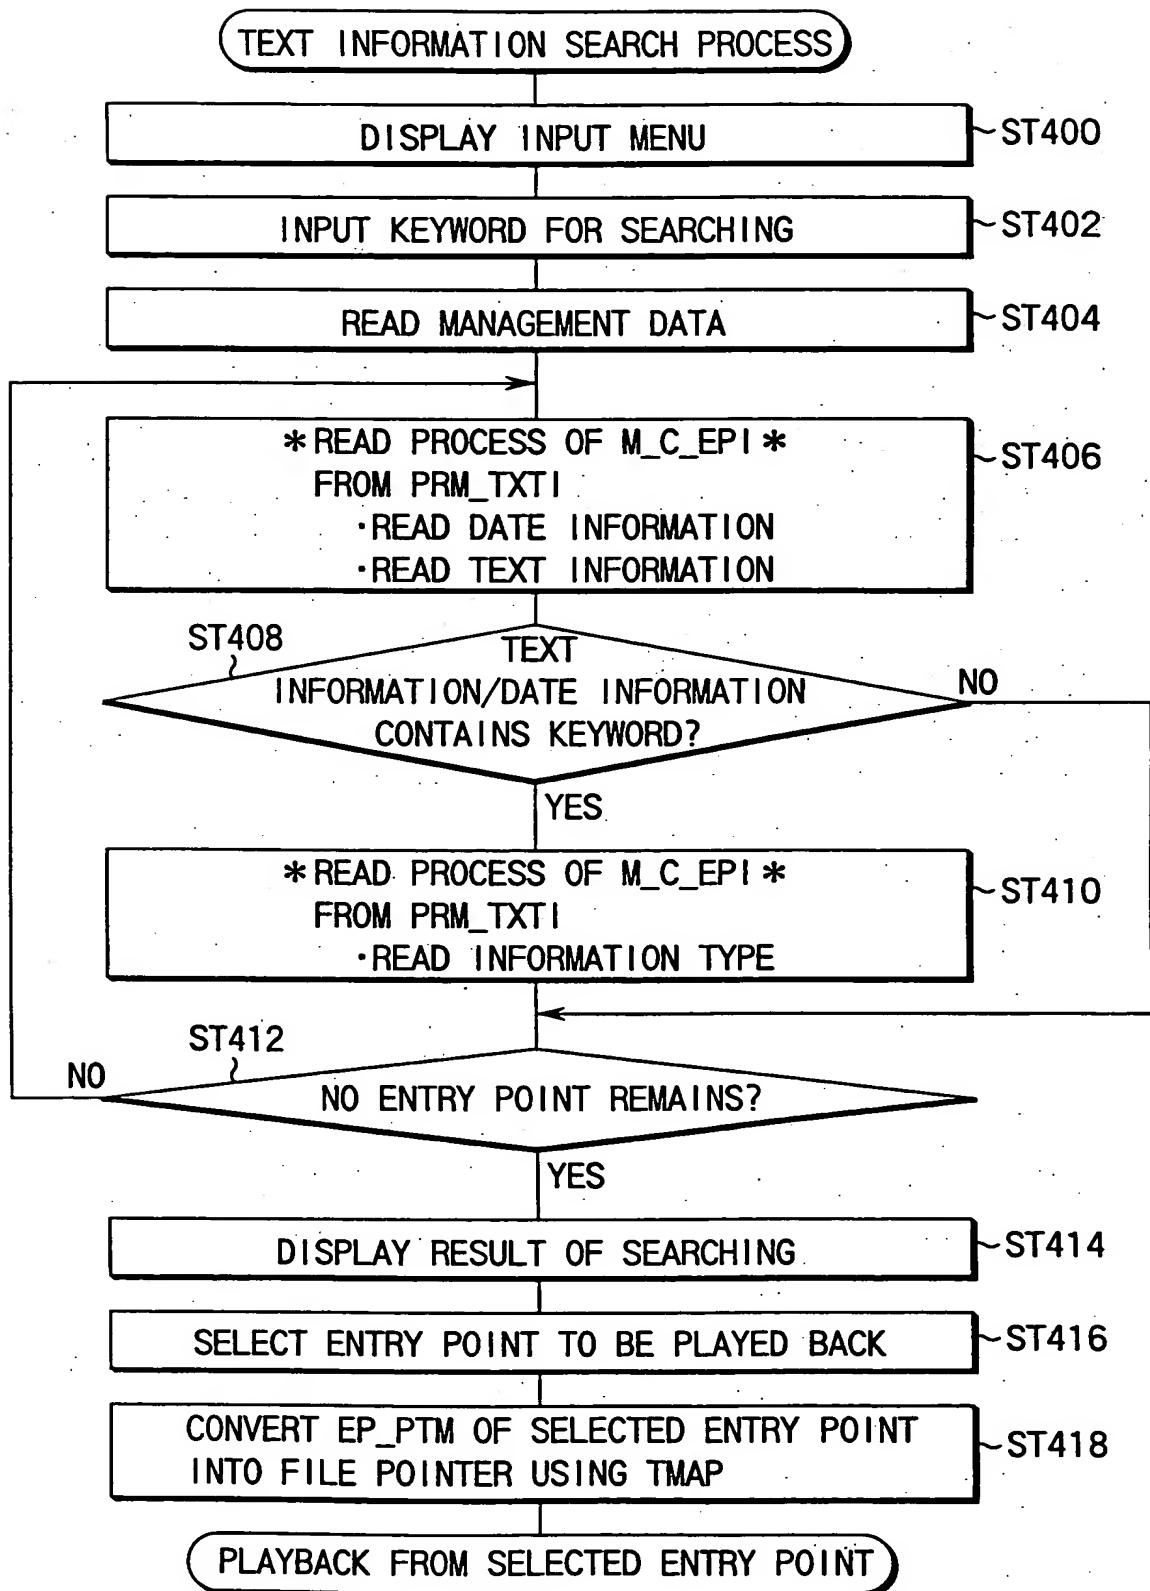 TEXT INFORMATION SEARCH PROCESS
DISPLAY INPUT MENU
ST400
INPUT KEYWORD FOR SEARCHING
ST402
READ MANAGEMENT DATA
ST404
*READ PROCESS OF M_C_EPI*
FROM PRM_TXTI
·READ DATE INFORMATION
·READ TEXT INFORMATION
ST406
ST408
TEXT
INFORMATION/DATE INFORMATION
CONTAINS KEYWORD?
NO
YES
*READ PROCESS OF M_C_EPI*
FROM PRM_TXTI
·READ INFORMATION TYPE
ST410
ST412
NO
NO ENTRY POINT REMAINS?
YES
DISPLAY RESULT OF SEARCHING
ST414
SELECT ENTRY POINT TO BE PLAYED BACK
ST416
CONVERT EP_PTM OF SELECTED ENTRY POINT
INTO FILE POINTER USING TMAP
ST418
PLAYBACK FROM SELECTED ENTRY POINT